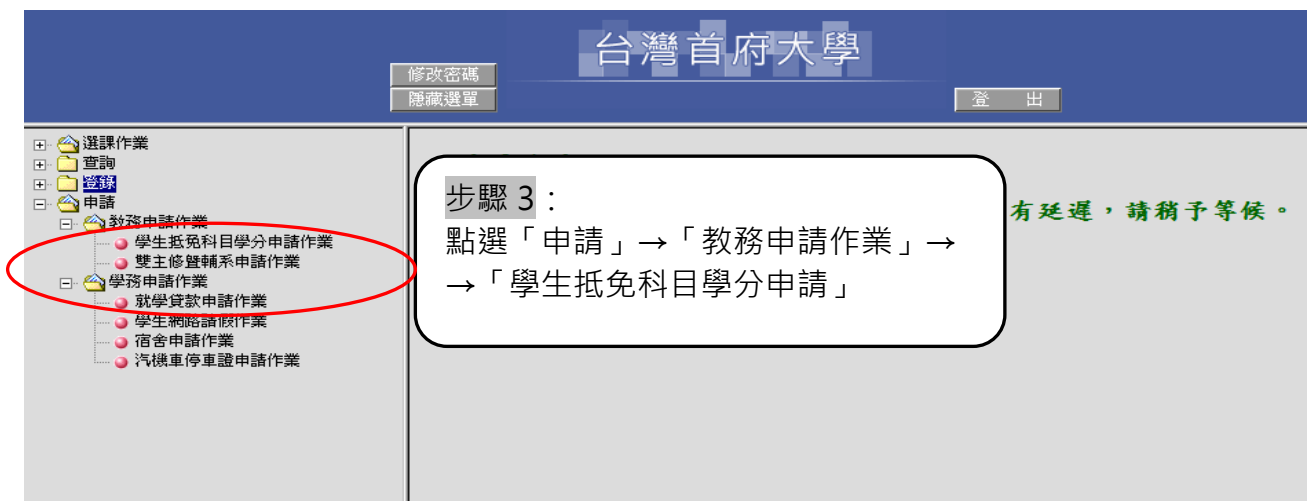 台灣首府大學
修改密碼
隱藏選單
登 出
選課作業
查詢
登錄
申請
教務申請作業
學生抵免科目學分申請作業
雙主修暨輔系申請作業
學務申請作業
就學貸款申請作業
學生網路請假作業
宿舍申請作業
汽機車停車證申請作業
步驟 3：
點選「申請」→「教務申請作業」→
→「學生抵免科目學分申請」
有延遲，請稍予等候。